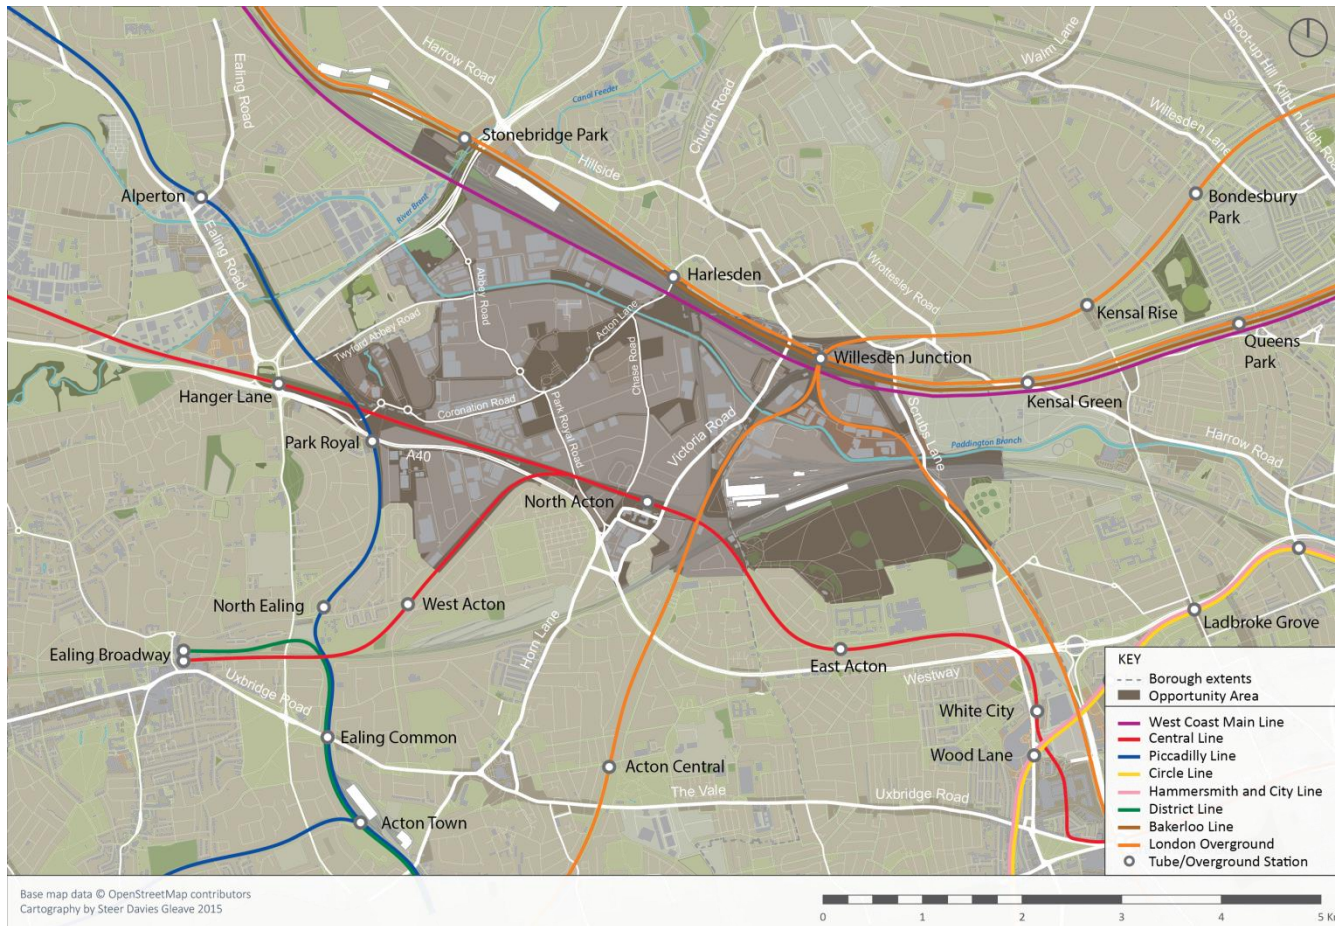 Harrow Road
Walm Lane
Shoot-up Hill Kilburn High Road
Ealing Road
Canal Feeder
Church Road
Willesden Lane
Stonebridge Park
Hillside
Alperton
River Brent
Bondesbury
Park
Ealing Road
Harlesden
Wrottesley Road
Abbey Road
Acton Lane
Kensal Rise
Twyford Abbey Road
Chase Road
Willesden Junction
Queens
Park
Hanger Lane
Coronation Road
Park Royal Road
Kensal Green
Scrubs Lane
Victoria Road
Harrow Road
Park Royal
A40
Paddington Branch
North Acton
North Ealing
West Acton
Ladbroke Grove
Ealing Broadway
Horn Lane
East Acton
Westway
Uxbridge Road
White City
Ealing Common
Wood Lane
Acton Central
The Vale
Uxbridge Road
Acton Town
KEY
Borough extents
Opportunity Area
West Coast Main Line
Central Line
Piccadilly Line
Circle Line
Hammersmith and City Line
District Line
Bakerloo Line
London Overground
Tube/Overground Station
Base map data © OpenStreetMap contributors
Cartography by Steer Davies Gleave 2015
0 1 2 3 4 5 Km